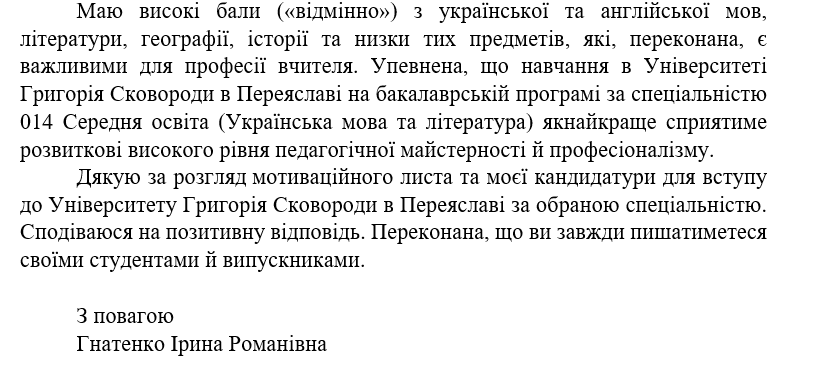 Маю високі бали («відмінно») з української та англійської мов,
літератури, географії, історії та низки тих предметів, які, переконана, є
важливими для професії вчителя. Упевнена, що навчання в Університеті
Григорія Сковороди в Переяславі на бакалаврській програмі за спеціальністю
014 Середня освіта (Українська мова та література) якнайкраще сприятиме
розвиткові високого рівня педагогічної майстерності й професіоналізму.
Дякую за розгляд мотиваційного листа та моєї кандидатури для вступу
до Університету Григорія Сковороди в Переяславі за обраною спеціальністю.
Сподіваюся на позитивну відповідь. Переконана, що ви завжди пишатиметеся
своїми студентами й випускниками.
З повагою
Гнатенко Ірина Романівна